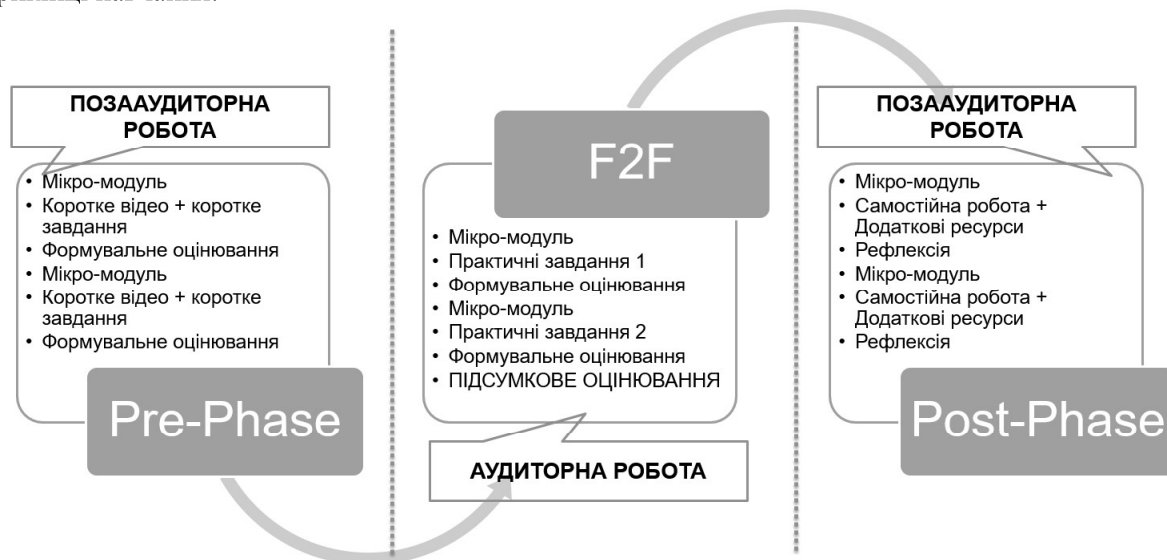 ПОЗААУДИТОРНА
РОБОТА
• Мікро-модуль
• Коротке відео + коротке
завдання
• Формувальне оцінювання
• Мікро-модуль
• Коротке відео + коротке
завдання
• Формувальне оцінювання
Pre-Phase
F2F
• Мікро-модуль
• Практичні завдання 1
• Формувальне оцінювання
• Мікро-модуль
• Практичні завдання 2
• Формувальне оцінювання
• ПІДСУМКОВЕ ОЦІНЮВАННЯ
АУДИТОРНА РОБОТА
ПОЗААУДИТОРНА
РОБОТА
• Мікро-модуль
• Самостійна робота +
Додаткові ресурси
• Рефлексія
• Мікро-модуль
• Самостійна робота +
Додаткові ресурси
• Рефлексія
Post-Phase